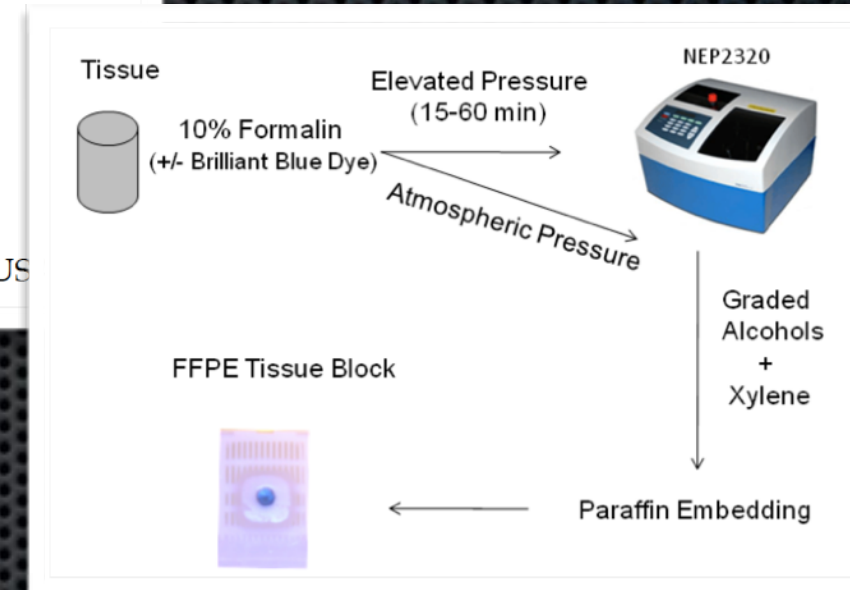 Tissue
10% Formalin
(+/- Brilliant Blue Dye)
Elevated Pressure
(15-60 min)
Atmospheric Pressure
NEP2320
Graded
Alcohols
+
Xylene
Paraffin Embedding
FFPE Tissue Block
US